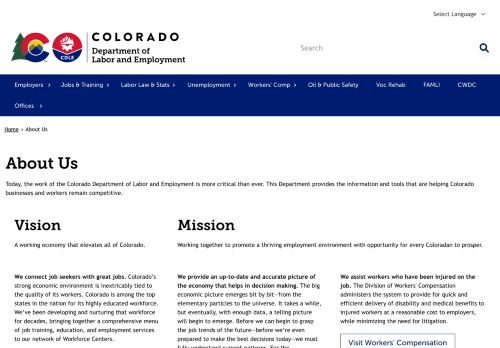 Select Language
COLORADO
Department of
Labor and Employment
CDLE
Search
Employers
Jobs & Training
Labor Law & Stats
Unemployment
Workers' Comp
Oil & Public Safety
Voc Rehab
FAMLI
CWDC
Offices
Home › About Us
About Us
Today, the work of the Colorado Department of Labor and Employment is more critical than ever. This Department provides the information and tools that are helping Colorado
businesses and workers remain competitive.
Vision
A working economy that elevates all of Colorado.
Mission
Working together to promote a thriving employment environment with opportunity for every Coloradan to prosper.
We connect job seekers with great jobs. Colorado's
strong economic environment is inextricably tied to
the quality of its workers. Colorado is among the top
states in the nation for its highly educated workforce.
We've been developing and nurturing that workforce
for decades, bringing together a comprehensive menu
of job training, education, and employment services
to our network of Workforce Centers.
We provide an up-to-date and accurate picture of
the economy that helps in decision making. The big
economic picture emerges bit by bit—from the
elementary particles to the universe. It takes a while,
but eventually, with enough data, a telling picture
will begin to emerge. Before we can begin to grasp
the job trends of the future—before we're even
prepared to make the best decisions today—we must
fully understand current patterns. For the
We assist workers who have been injured on the
job. The Division of Workers' Compensation
administers the system to provide for quick and
efficient delivery of disability and medical benefits to
injured workers at a reasonable cost to employers,
while minimizing the need for litigation.
Visit Workers' Compensation